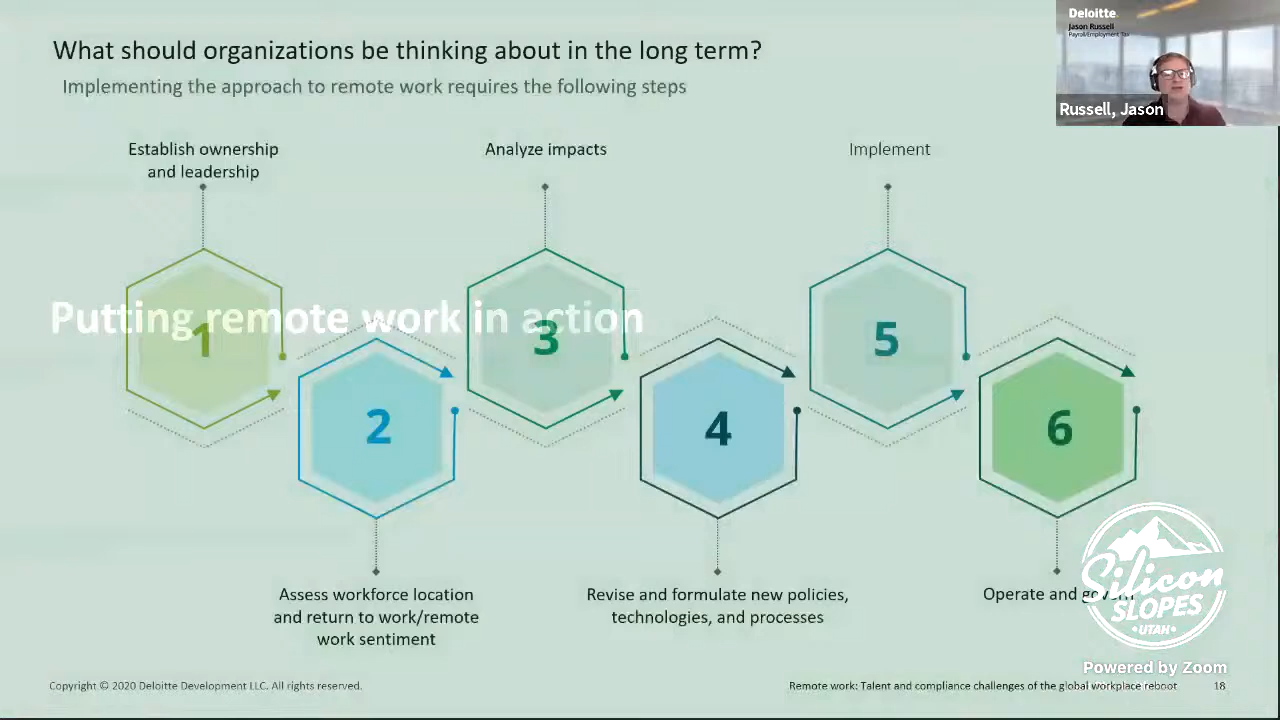 What should organizations be thinking about in the long term?
Implementing the approach to remote work requires the following steps
Deloitte
Jason Russell
Payroll/Employment Tax
Russell, Jason
Establish ownership
and leadership
Analyze impacts
Implement
Putting remote work in action
1
2
3
4
5
6
Assess workforce location
and return to work/remote
work sentiment
Revise and formulate new policies,
technologies, and processes
Operate and govern
Silicon
SLOPES
•UTAH•
Powered by Zoom
Copyright © 2020 Deloitte Development LLC. All rights reserved.
Remote work: Talent and compliance challenges of the global workplace reboot
18